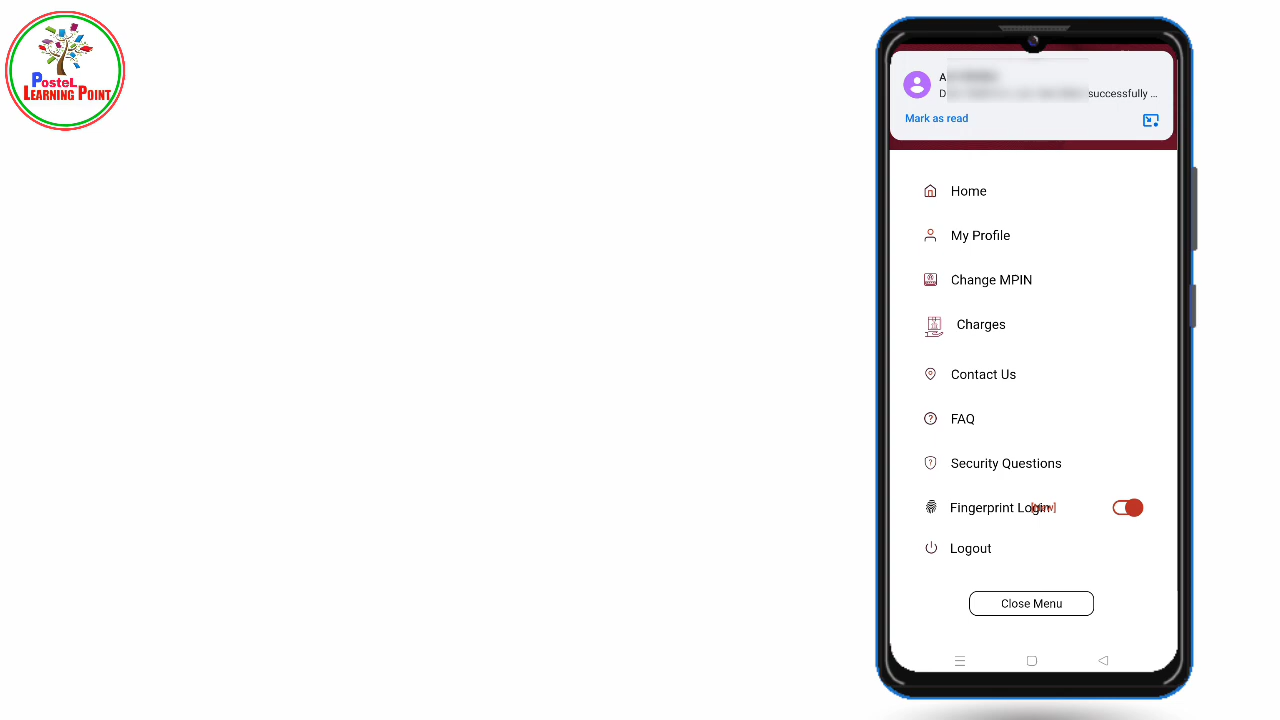 PosteL
LEARNING POINT
A
D successfully ...
Mark as read
Home
My Profile
Change MPIN
Charges
Contact Us
FAQ
Security Questions
Fingerprint Login
Logout
Close Menu